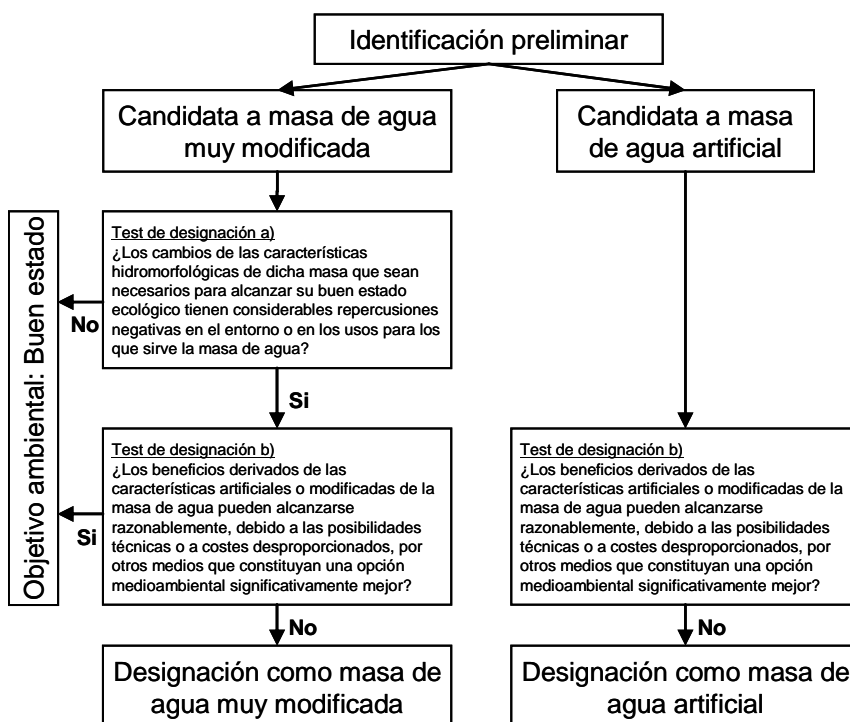 Identificación preliminar
Candidata a masa de agua
muy modificada
Candidata a masa
de agua artificial
Objetivo ambiental: Buen estado
Test de designación a)
¿Los cambios de las características
hidromorfológicas de dicha masa que sean
necesarios para alcanzar su buen estado
ecológico tienen considerables repercusiones
negativas en el entorno o en los usos para los
que sirve la masa de agua?
No
Si
Test de designación b)
¿Los beneficios derivados de las
características artificiales o modificadas de la
masa de agua pueden alcanzarse
razonablemente, debido a las posibilidades
técnicas o a costes desproporcionados, por
otros medios que constituyan una opción
medioambiental significativamente mejor?
Si
No
Designación como masa de
agua muy modificada
Test de designación b)
¿Los beneficios derivados de las
características artificiales o modificadas de la
masa de agua pueden alcanzarse
razonablemente, debido a las posibilidades
técnicas o a costes desproporcionados, por
otros medios que constituyan una opción
medioambiental significativamente mejor?
No
Designación como masa de
agua artificial